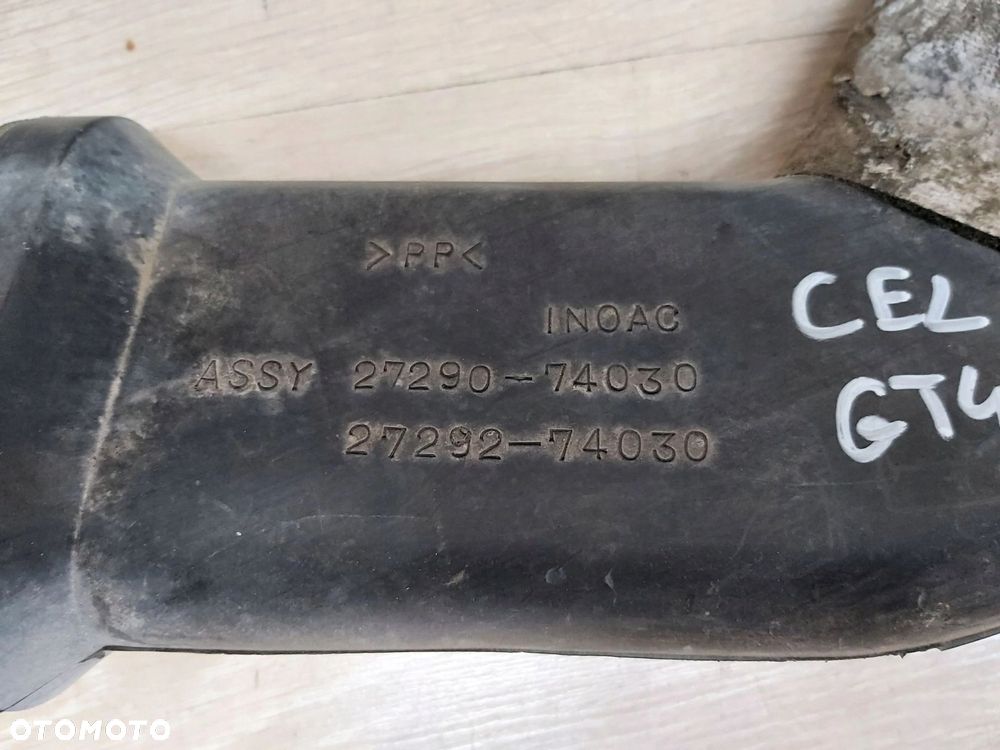 >PP<
INOAC
ASSY 27290-74030
27292-74030
CEL
GT4
OTOMOTO